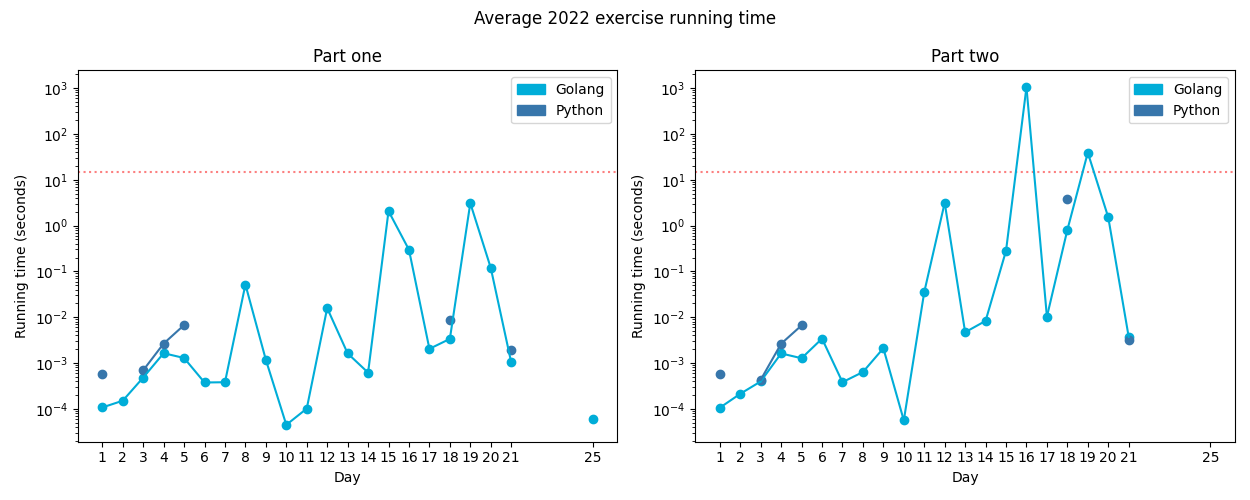 Average 2022 exercise running time
Part one
Golang
Python
Running time (seconds)
10³
10²
10¹
10⁰
10⁻¹
10⁻²
10⁻³
10⁻⁴
1 2 3 4 5 6 7 8 9 10 11 12 13 14 15 16 17 18 19 20 21 25
Day
Part two
Golang
Python
Running time (seconds)
10³
10²
10¹
10⁰
10⁻¹
10⁻²
10⁻³
10⁻⁴
1 2 3 4 5 6 7 8 9 10 11 12 13 14 15 16 17 18 19 20 21 25
Day